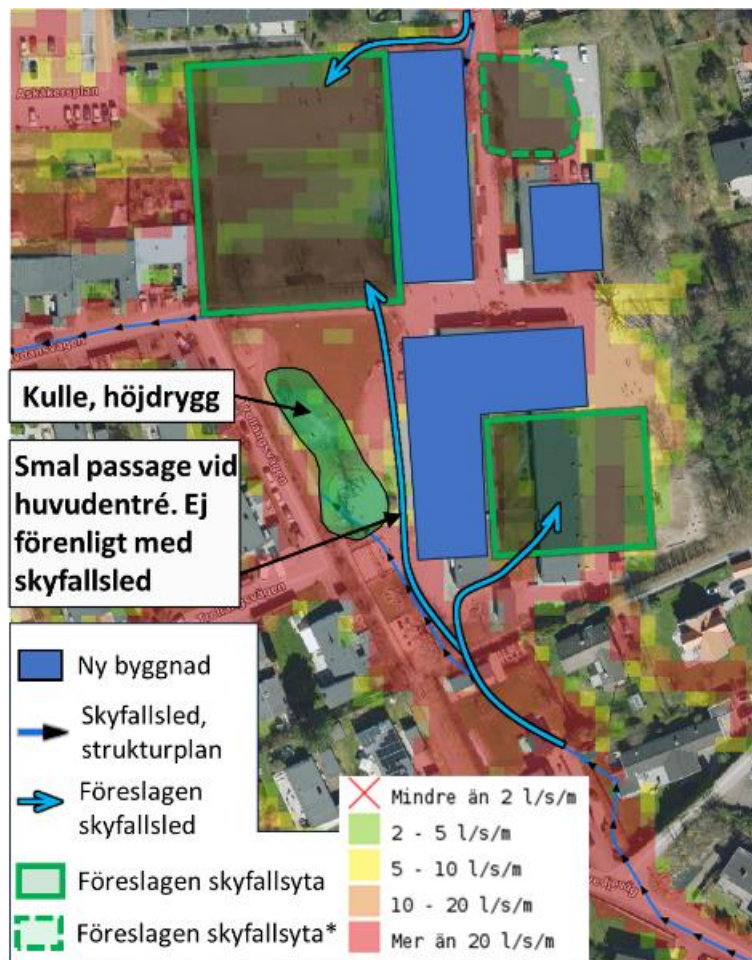 Askåkersplan
Kulle, höjdrygg
Smal passage vid
huvudentré. Ej
förenligt med
skyfallsled
Ny byggnad
Skyfallsled,
strukturplan
Föreslagen
skyfallsled
Föreslagen skyfallsyta
Föreslagen skyfallsyta*
Mindre än 2 l/s/m
2 - 5 l/s/m
5 - 10 l/s/m
10 - 20 l/s/m
Mer än 20 l/s/m